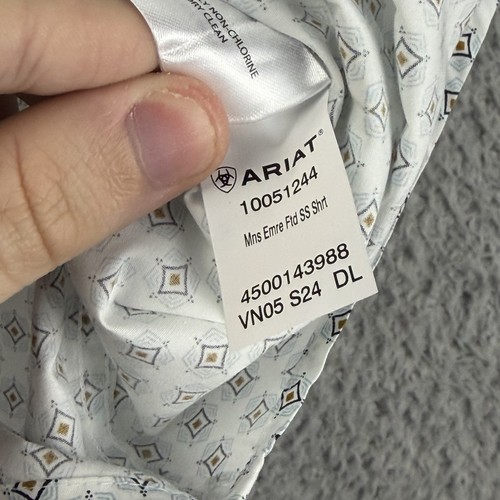 NON-CHLORINE
DRY CLEAN
ARIAT®
10051244
Mns Emre Ftd SS Shrt
4500143988
VN05 S24 DL